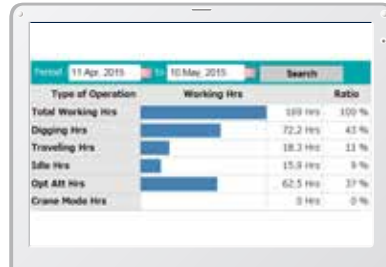 Period 11 Apr. 2015 to 10 May, 2015 Search
Type of Operation Working Hrs Ratio
Total Working Hrs 169 Hrs 100 %
Digging Hrs 72.2 Hrs 43 %
Traveling Hrs 18.3 Hrs 11 %
Idle Hrs 15.9 Hrs 9 %
Opt Att Hrs 62.5 Hrs 37 %
Crane Mode Hrs 0 Hrs 0 %